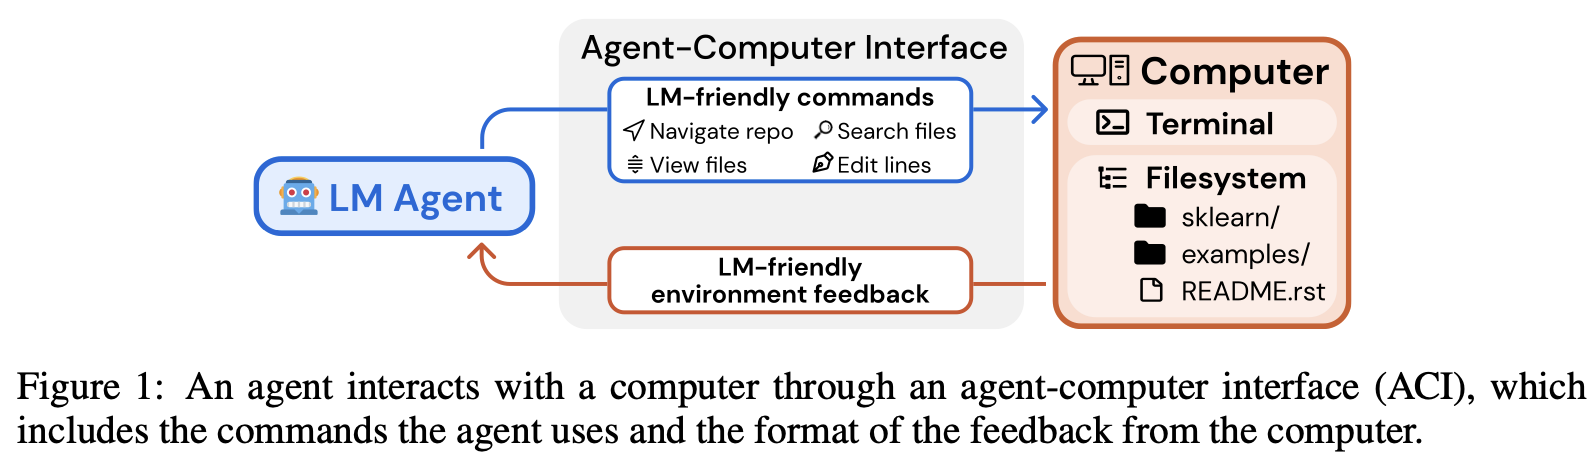 Agent-Computer Interface
LM-friendly commands
Navigate repo
Search files
View files
Edit lines
LM Agent
LM-friendly
environment feedback
Computer
Terminal
Filesystem
sklearn/
examples/
README.rst
Figure 1: An agent interacts with a computer through an agent-computer interface (ACI), which
includes the commands the agent uses and the format of the feedback from the computer.